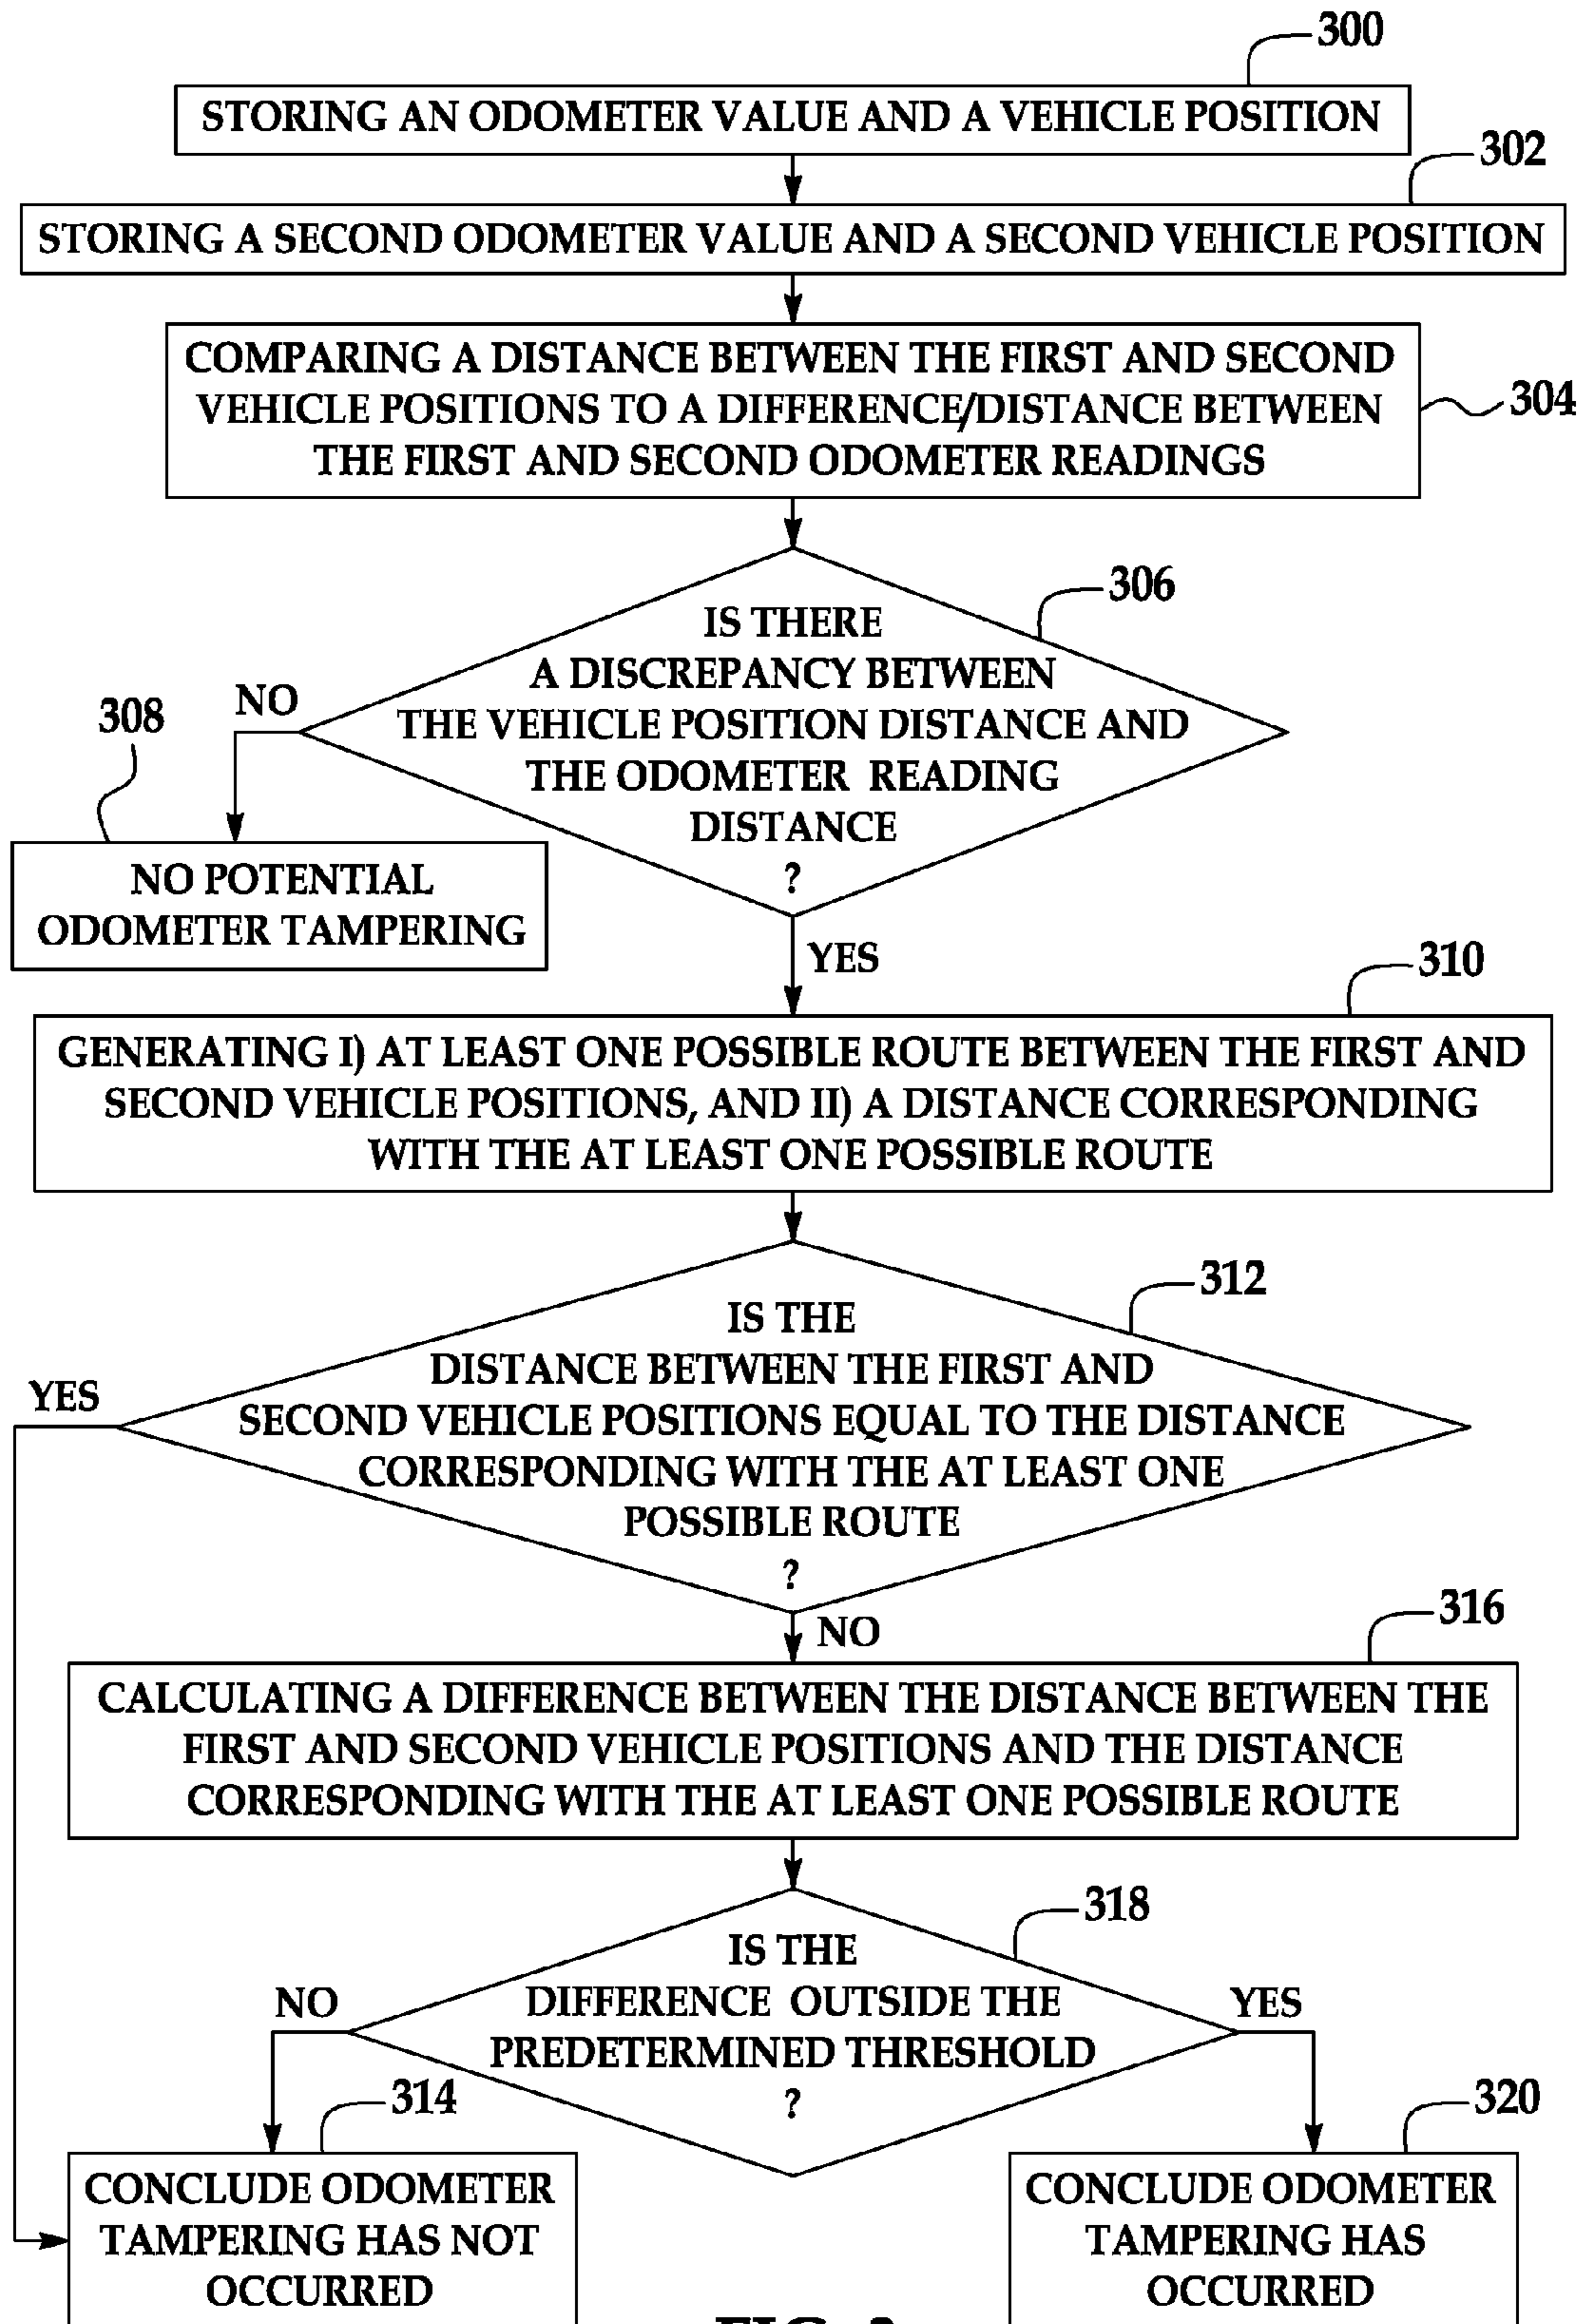 300
STORING AN ODOMETER VALUE AND A VEHICLE POSITION
302
STORING A SECOND ODOMETER VALUE AND A SECOND VEHICLE POSITION
COMPARING A DISTANCE BETWEEN THE FIRST AND SECOND
VEHICLE POSITIONS TO A DIFFERENCE/DISTANCE BETWEEN
THE FIRST AND SECOND ODOMETER READINGS
304
306
IS THERE
A DISCREPANCY BETWEEN
THE VEHICLE POSITION DISTANCE AND
THE ODOMETER READING
DISTANCE
?
NO
308
NO POTENTIAL
ODOMETER TAMPERING
YES
310
GENERATING I) AT LEAST ONE POSSIBLE ROUTE BETWEEN THE FIRST AND
SECOND VEHICLE POSITIONS, AND II) A DISTANCE CORRESPONDING
WITH THE AT LEAST ONE POSSIBLE ROUTE
312
IS THE
DISTANCE BETWEEN THE FIRST AND
SECOND VEHICLE POSITIONS EQUAL TO THE DISTANCE
CORRESPONDING WITH THE AT LEAST ONE
POSSIBLE ROUTE
?
YES
NO
316
CALCULATING A DIFFERENCE BETWEEN THE DISTANCE BETWEEN THE
FIRST AND SECOND VEHICLE POSITIONS AND THE DISTANCE
CORRESPONDING WITH THE AT LEAST ONE POSSIBLE ROUTE
318
IS THE
DIFFERENCE OUTSIDE THE
PREDETERMINED THRESHOLD
?
NO
YES
314
CONCLUDE ODOMETER
TAMPERING HAS NOT
OCCURRED
320
CONCLUDE ODOMETER
TAMPERING HAS
OCCURRED